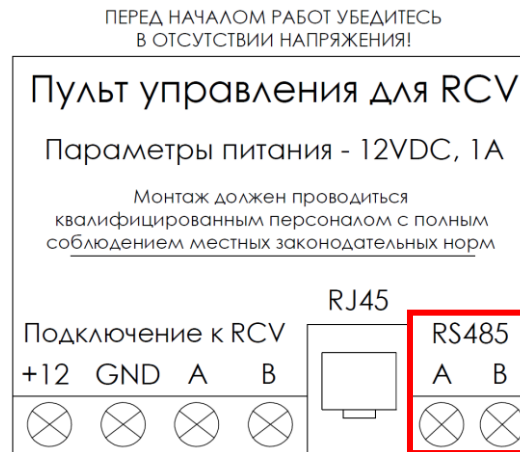 ПЕРЕД НАЧАЛОМ РАБОТ УБЕДИТЕСЬ
В ОТСУТСТВИИ НАПРЯЖЕНИЯ!
Пульт управления для RCV
Параметры питания - 12VDC, 1A
Монтаж должен проводиться
квалифицированным персоналом с полным
соблюдением местных законодательных норм
RJ45
Подключение к RCV
RS485
+12 GND A B
A B